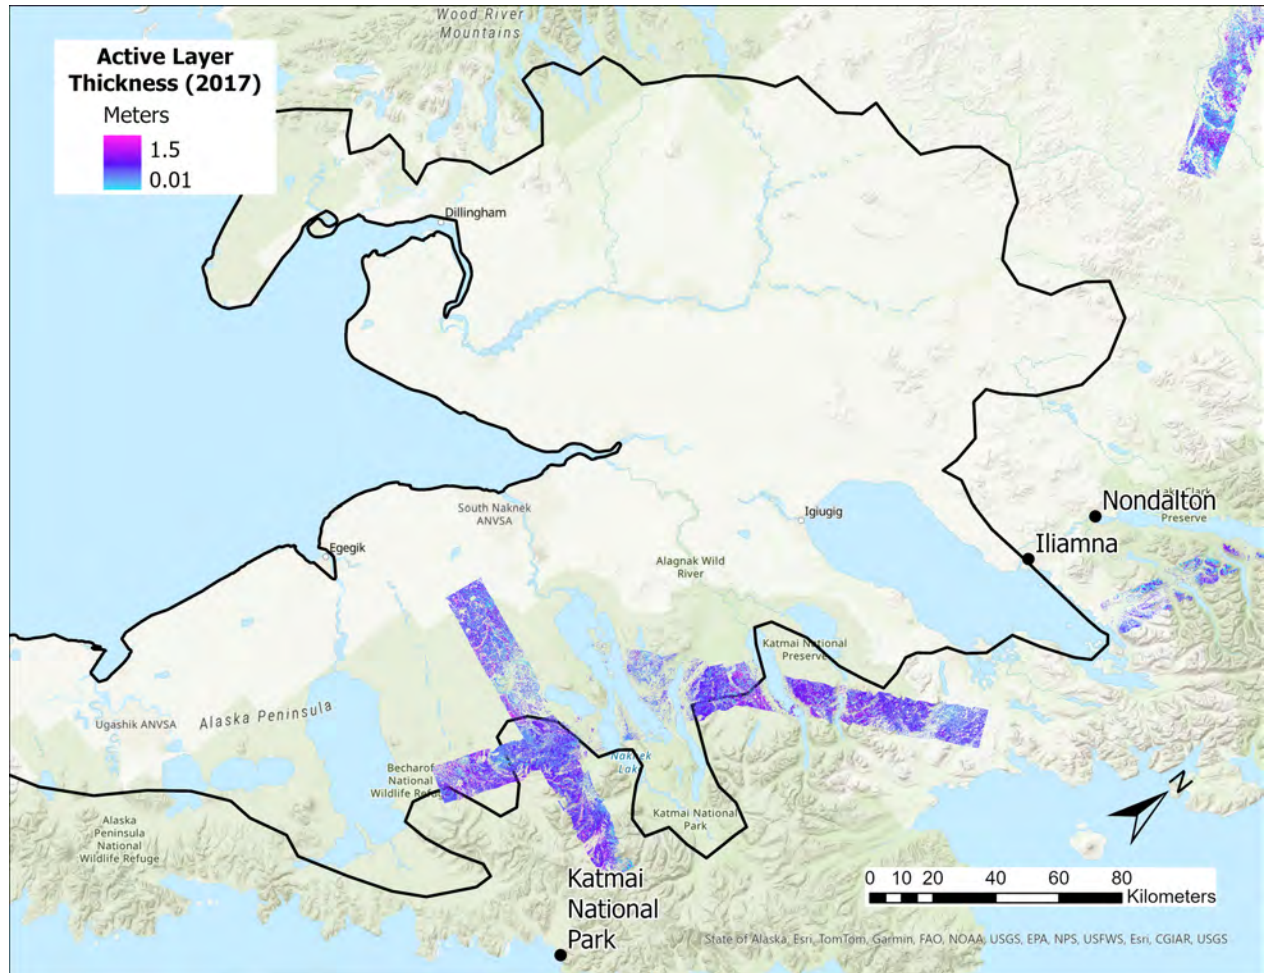 Wood River
Mountains
Active Layer
Thickness (2017)
Meters
1.5
0.01
Dillingham
Nondalton
Preserve
Igiugig
South Naknek
ANVSA
Iliamna
Egegik
Alagnak Wild
River
Katmai National
Preserve
Alaska Peninsula
Ugashik ANVSA
Becharof
National
Wildlife Refuge
Naknek
Lake
N
Katmai National
Park
Alaska
Peninsula
National
Wildlife Refuge
Katmai
National
Park
0 10 20 40 60 80
Kilometers
State of Alaska, Esri, TomTom, Garmin, FAO, NOAA, USGS, EPA, NPS, USFWS, Esri, CGIAR, USGS